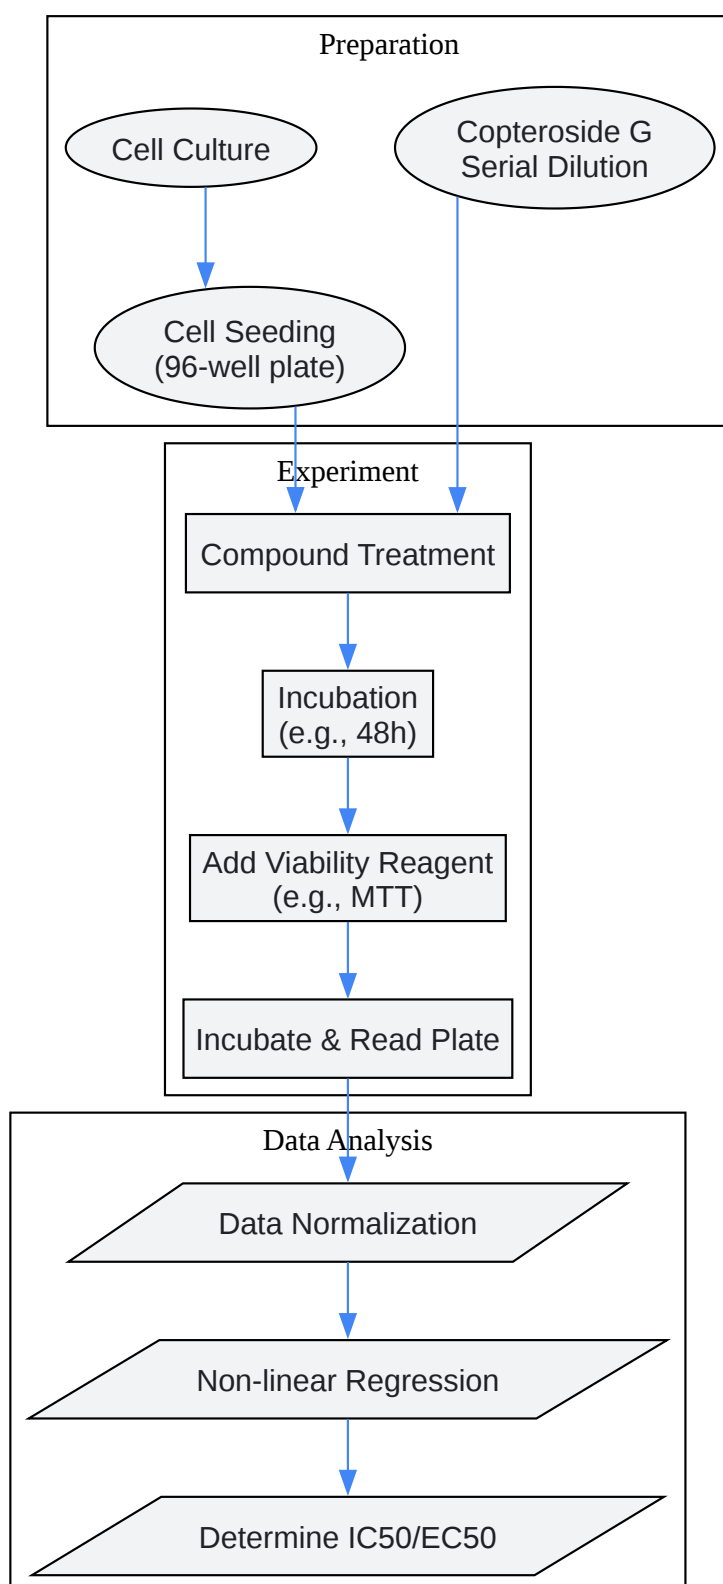 Preparation
Cell Culture
Copteroside G
Serial Dilution
Cell Seeding
(96-well plate)
Experiment
Compound Treatment
Incubation
(e.g., 48h)
Add Viability Reagent
(e.g., MTT)
Incubate & Read Plate
Data Analysis
Data Normalization
Non-linear Regression
Determine IC50/EC50